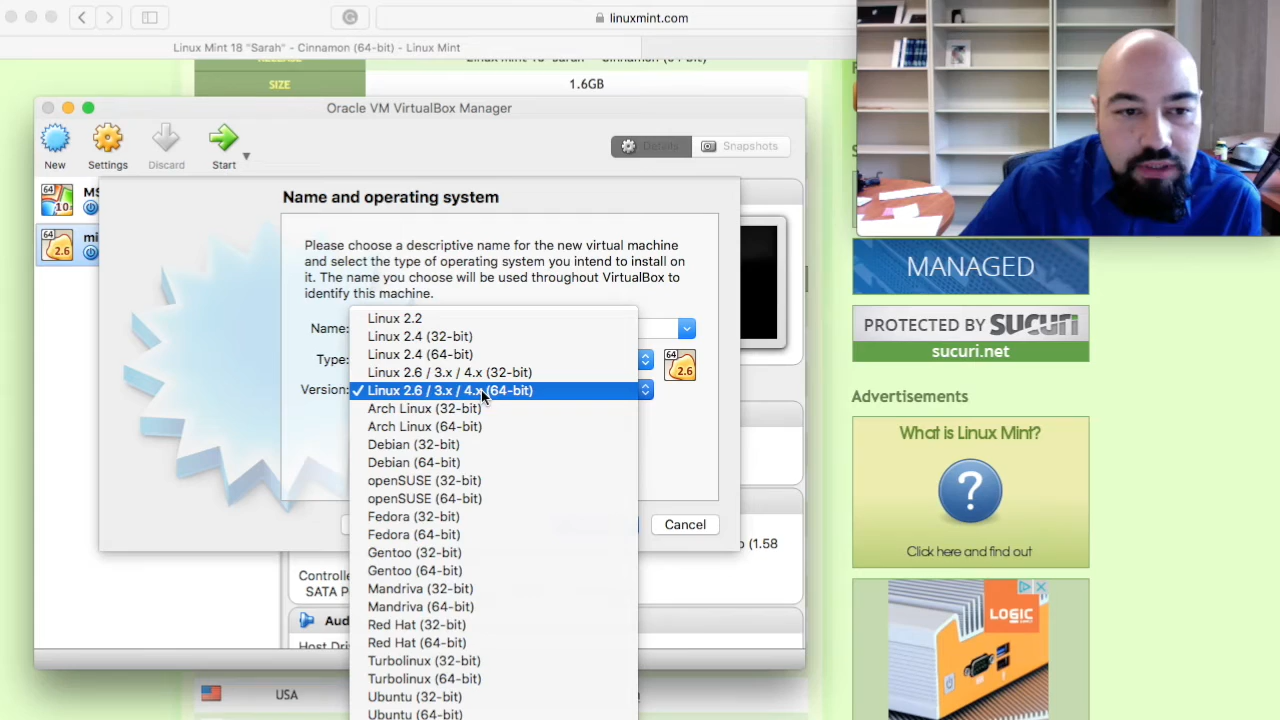 linuxmint.com
Linux Mint 18 "Sarah" - Cinnamon (64-bit) - Linux Mint
SIZE
1.6GB
Oracle VM VirtualBox Manager
New
Settings
Discard
Start
Details
Snapshots
64
10
64
2.6
mi
Name and operating system
Please choose a descriptive name for the new virtual machine
and select the type of operating system you intend to install on
it. The name you choose will be used throughout VirtualBox to
identify this machine.
Name:
Type:
Version:
64
2.6
Linux 2.2
Linux 2.4 (32-bit)
Linux 2.4 (64-bit)
Linux 2.6 / 3.x / 4.x (32-bit)
✓ Linux 2.6 / 3.x / 4.x (64-bit)
Arch Linux (32-bit)
Arch Linux (64-bit)
Debian (32-bit)
Debian (64-bit)
openSUSE (32-bit)
openSUSE (64-bit)
Fedora (32-bit)
Fedora (64-bit)
Gentoo (32-bit)
Gentoo (64-bit)
Mandriva (32-bit)
Mandriva (64-bit)
Red Hat (32-bit)
Red Hat (64-bit)
Turbolinux (32-bit)
Turbolinux (64-bit)
Ubuntu (32-bit)
Ubuntu (64-bit)
Cancel
(1.58
Controlle
SATA P
Aud
Host Driv
USA
MANAGED
PROTECTED BY SUCURI
sucuri.net
Advertisements
What is Linux Mint?
?
Click here and find out
LOGIC